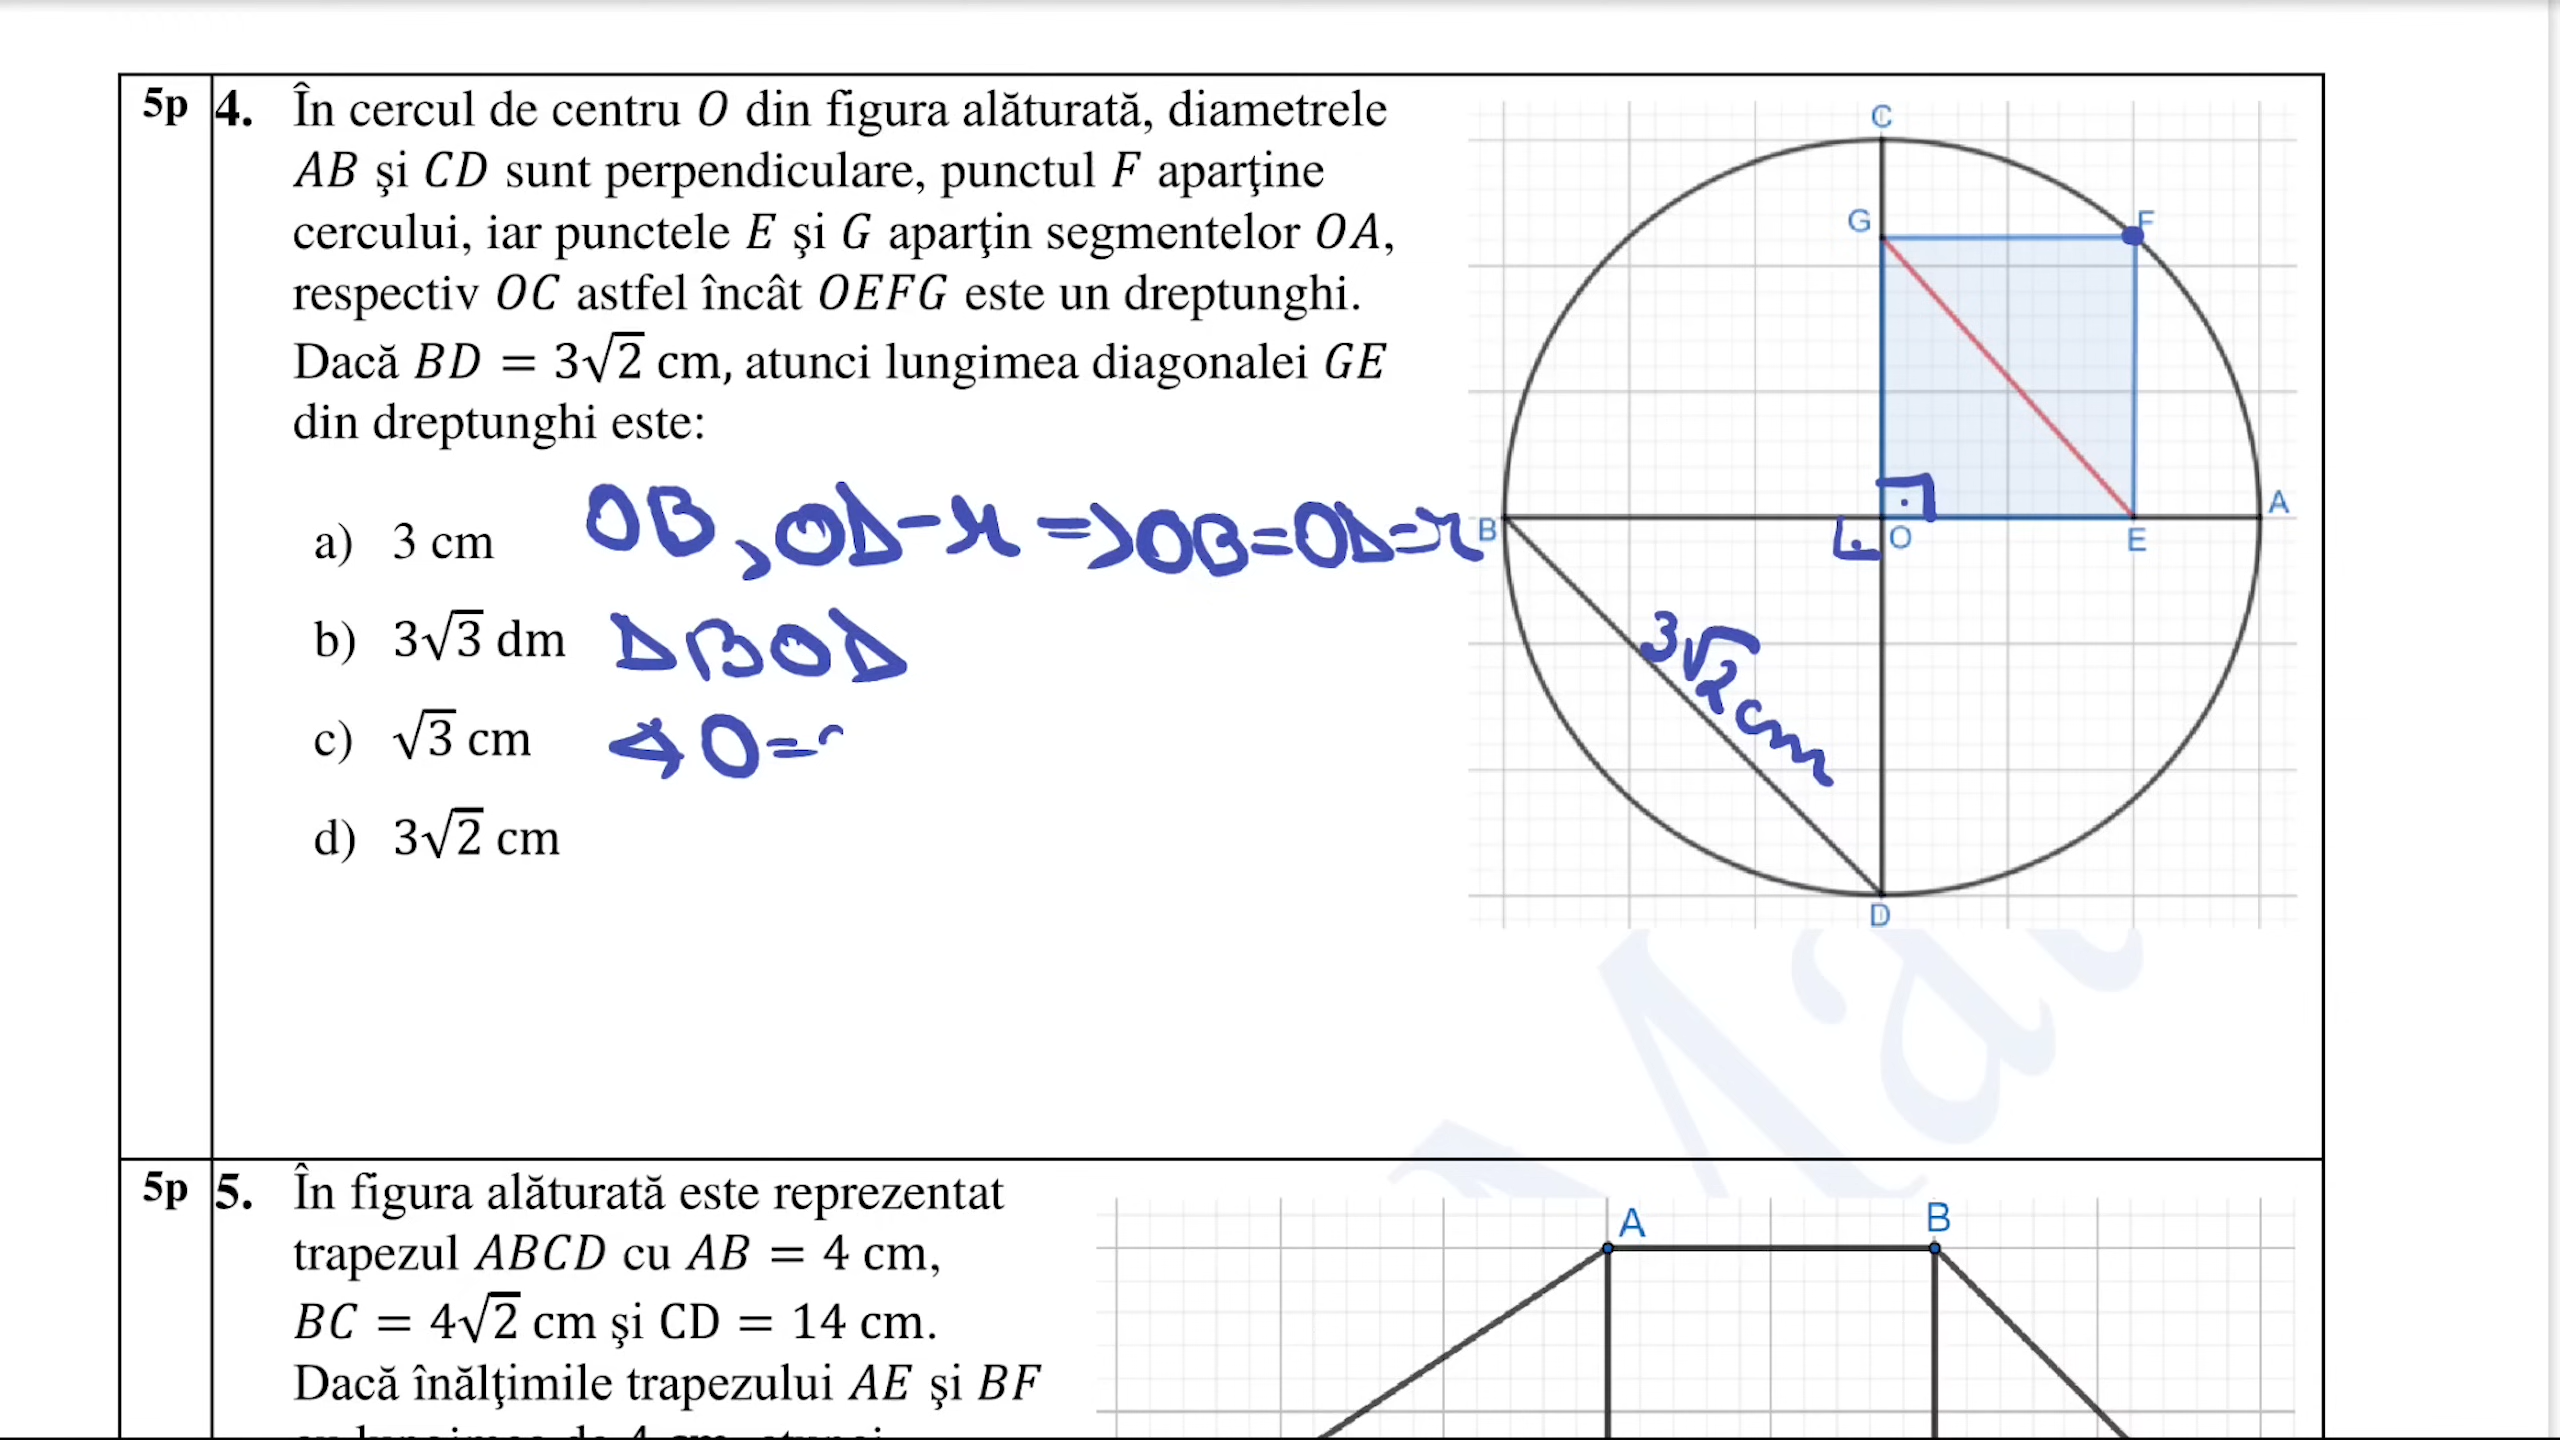 5p 4. În cercul de centru O din figura alăturată, diametrele
AB şi CD sunt perpendiculare, punctul F aparţine
cercului, iar punctele E şi G aparţin segmentelor OA,
respectiv OC astfel încât OEFG este un dreptunghi.
Dacă BD = 3√2 cm, atunci lungimea diagonalei GE
din dreptunghi este:
a) 3 cm
b) 3√3 dm
c) √3 cm
d) 3√2 cm
OB, OD-r => OB=OD=r
Δ BOD
∢ O=
C
G
F
B
O
E
A
D
3√2 cm
5p 5. În figura alăturată este reprezentat
trapezul ABCD cu AB = 4 cm,
BC = 4√2 cm şi CD = 14 cm.
Dacă înălţimile trapezului AE şi BF
A
B